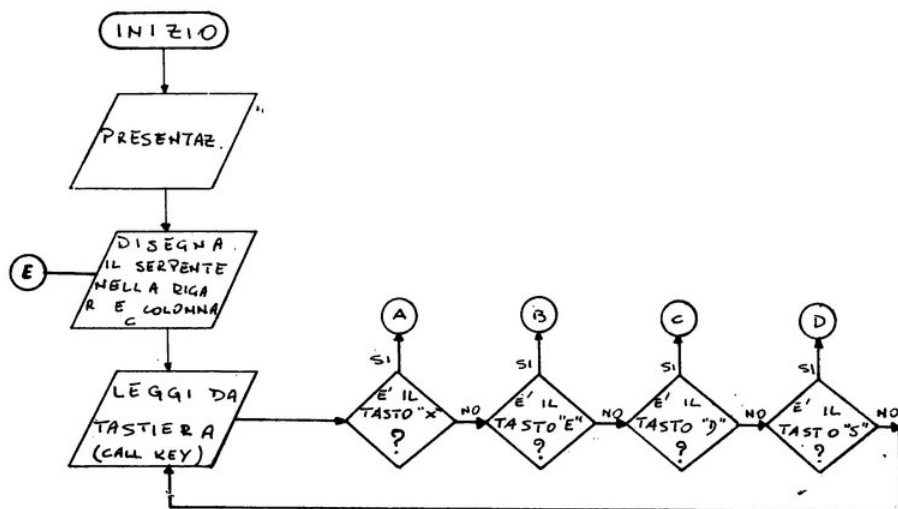 INIZIO
PRESENTAZ.
E
DISEGNA
IL SERPENTE
NELLA RIGA
R E C COLONNA
LEGGI DA
TASTIERA
(CALL KEY)
A
SI
E' IL
TASTO "X"
?
NO
B
SI
E' IL
TASTO "E"
?
NO
C
SI
E' IL
TASTO "D"
?
NO
D
SI
E' IL
TASTO "S"
?
NO